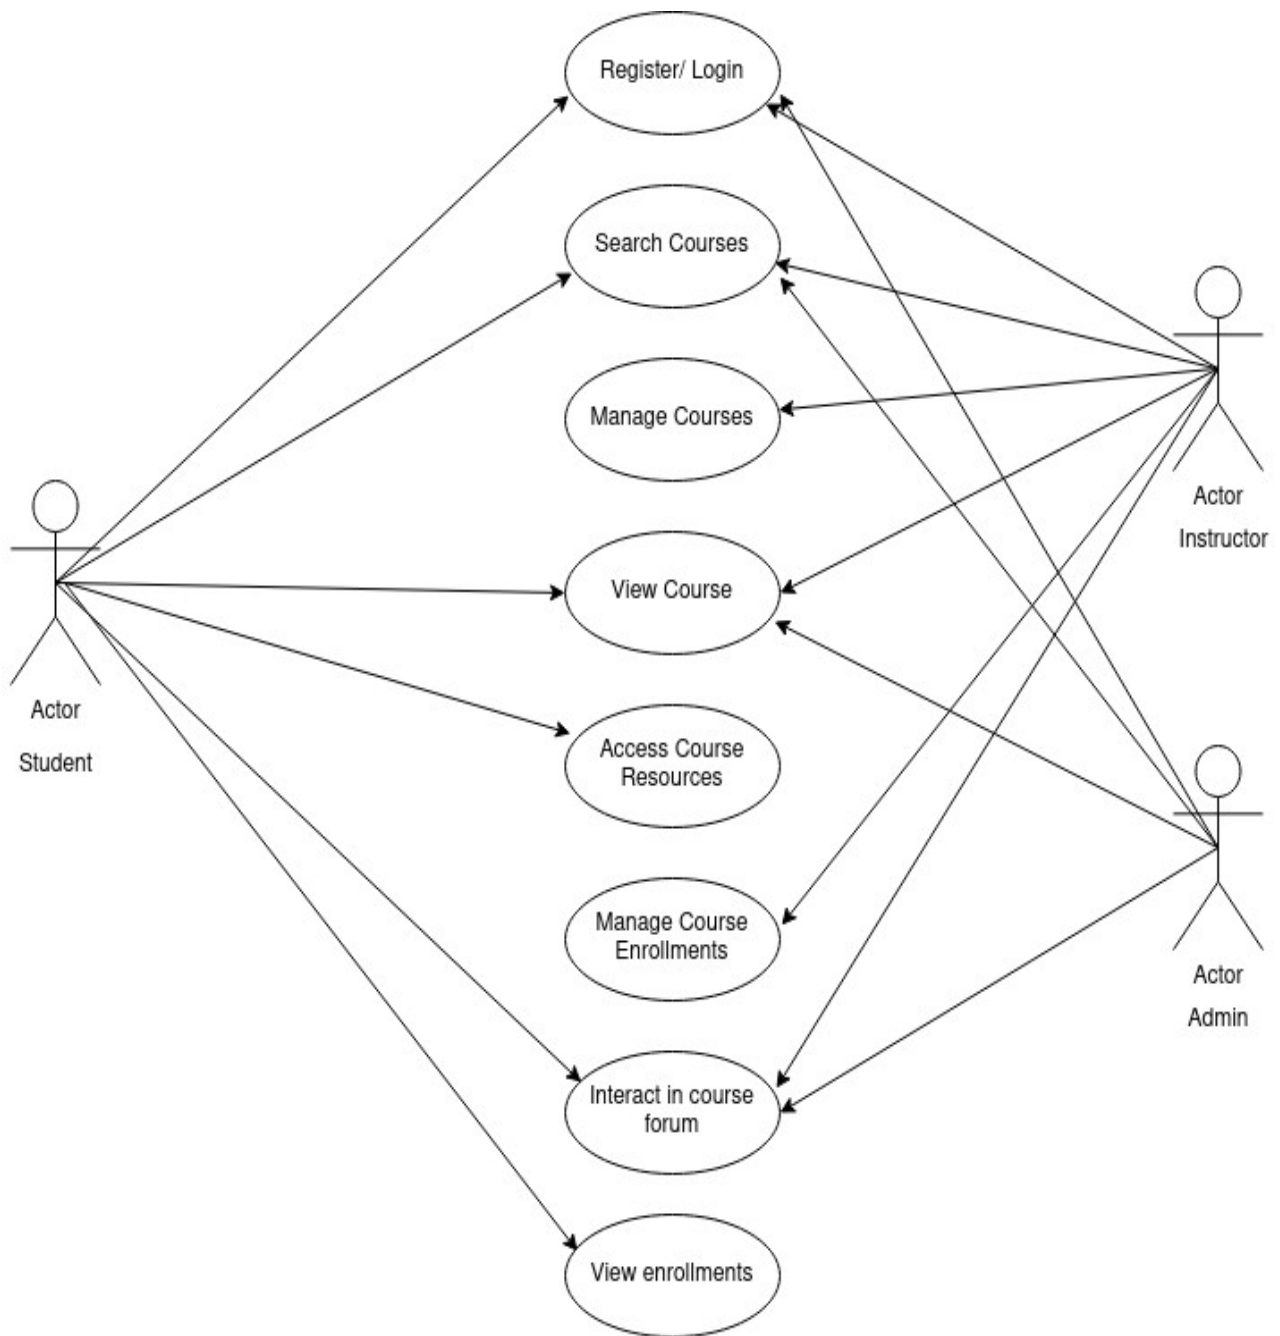 Register/ Login
Search Courses
Manage Courses
Actor
Instructor
View Course
Actor
Student
Access Course
Resources
Manage Course
Enrollments
Actor
Admin
Interact in course
forum
View enrollments